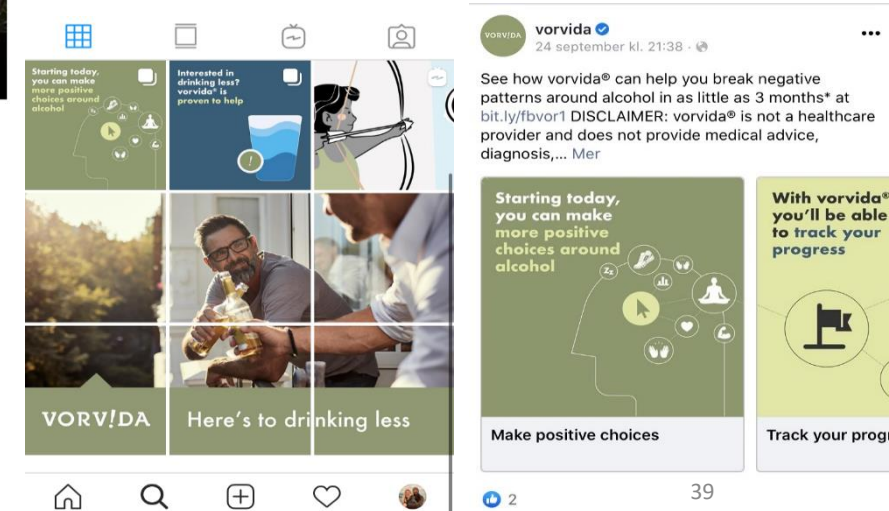 Starting today,
you can make
more positive
choices around
alcohol
Interested in
drinking less?
vorvida® is
proven to help
!
VORV!DA
Here's to drinking less
VORV!DA
vorvida
24 september kl. 21:38
See how vorvida® can help you break negative
patterns around alcohol in as little as 3 months* at
bit.ly/fbvor1 DISCLAIMER: vorvida® is not a healthcare
provider and does not provide medical advice,
diagnosis,... Mer
Starting today,
you can make
more positive
choices around
alcohol
zz
Make positive choices
With vorvida®
you'll be able
to track your
progress
Track your progr
2
39